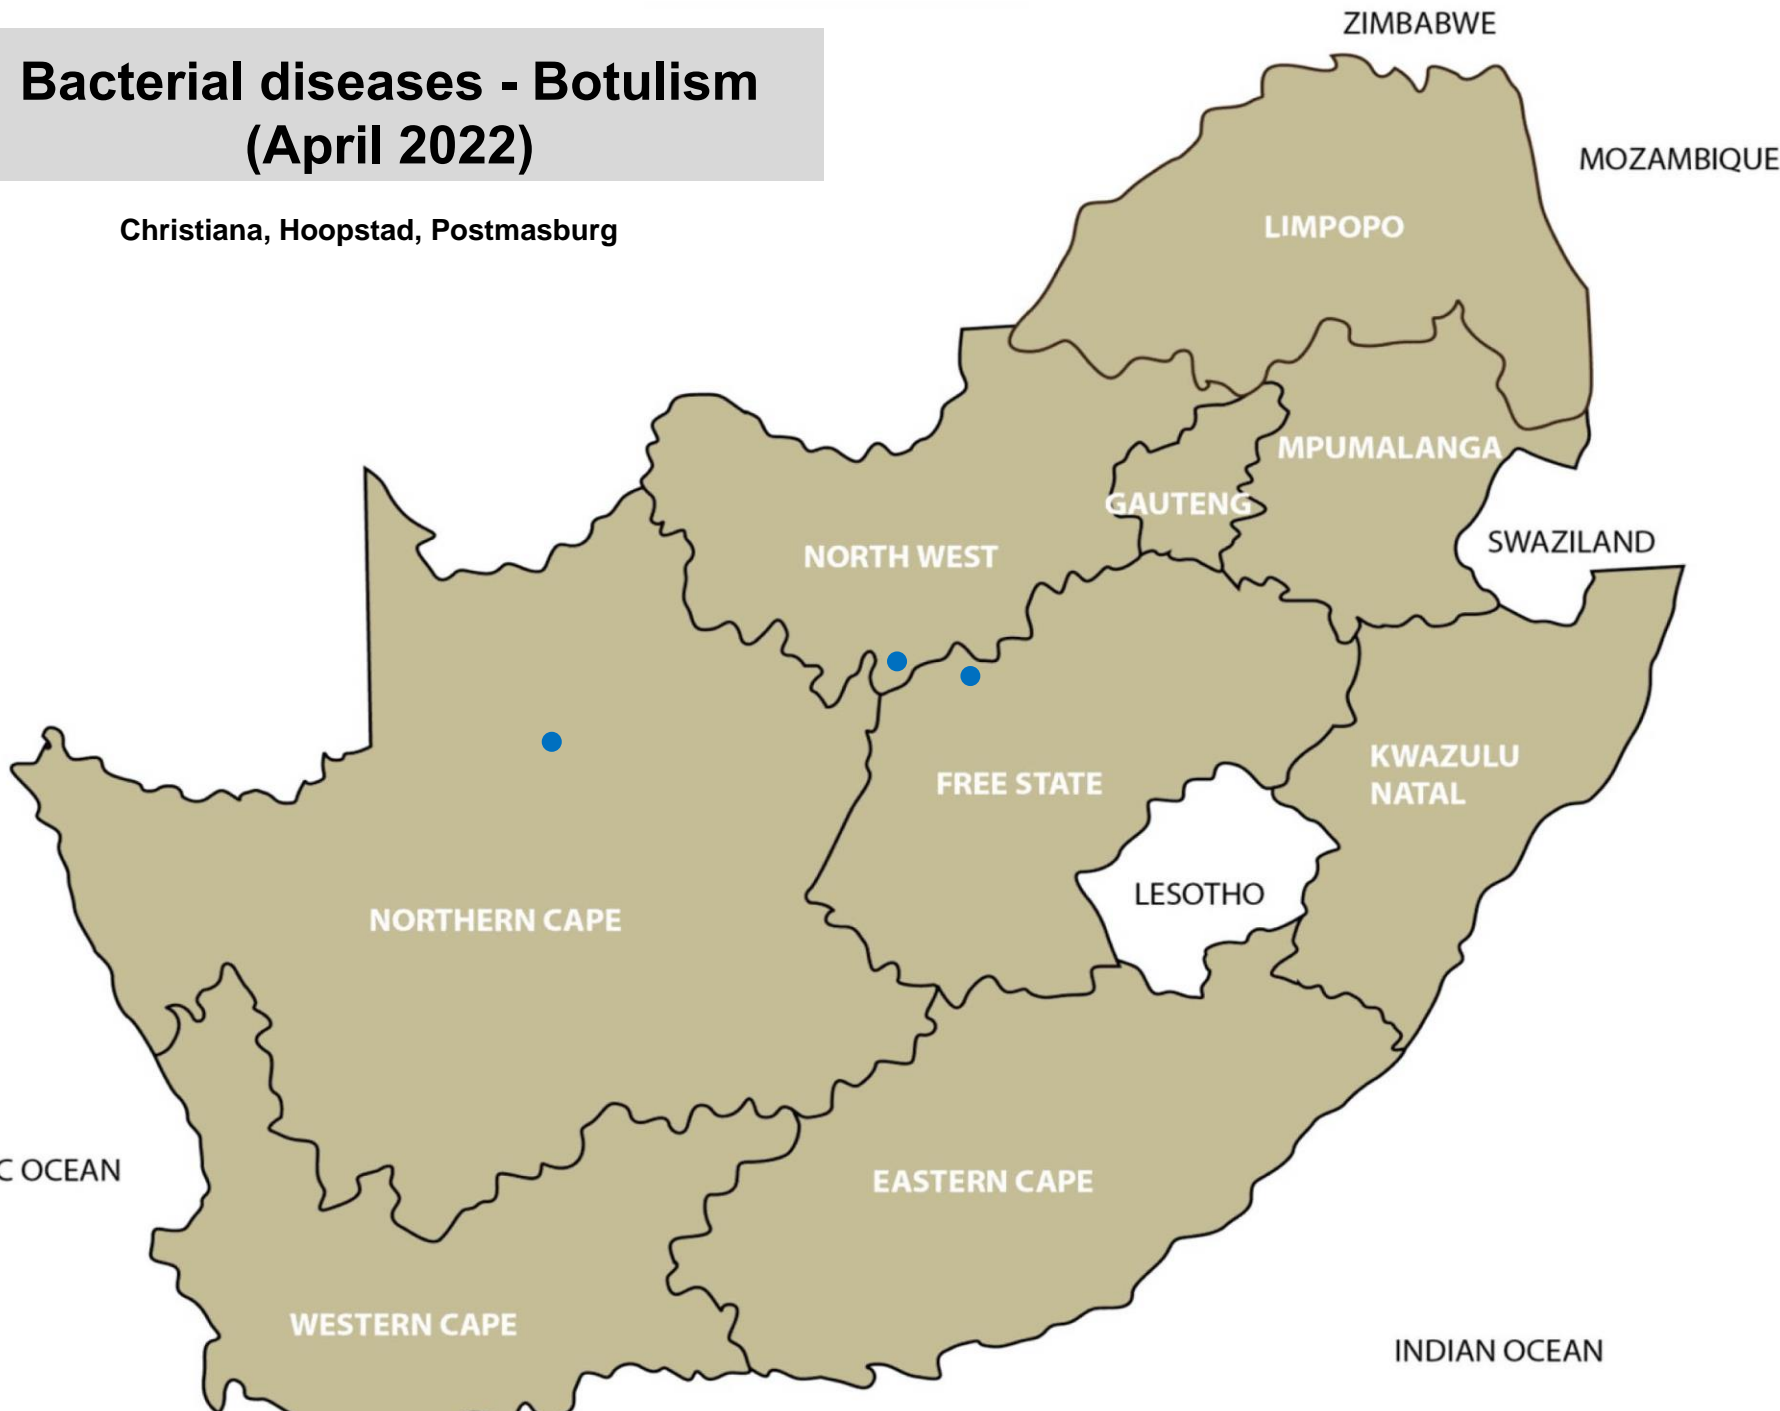 ZIMBABWE
Bacterial diseases - Botulism
(April 2022)
MOZAMBIQUE
Christiana, Hoopstad, Postmasburg
LIMPOPO
MPUMALANGA
GAUTENG
SWAZILAND
NORTH WEST
KWAZULU
NATAL
FREE STATE
LESOTHO
NORTHERN CAPE
C OCEAN
EASTERN CAPE
WESTERN CAPE
INDIAN OCEAN